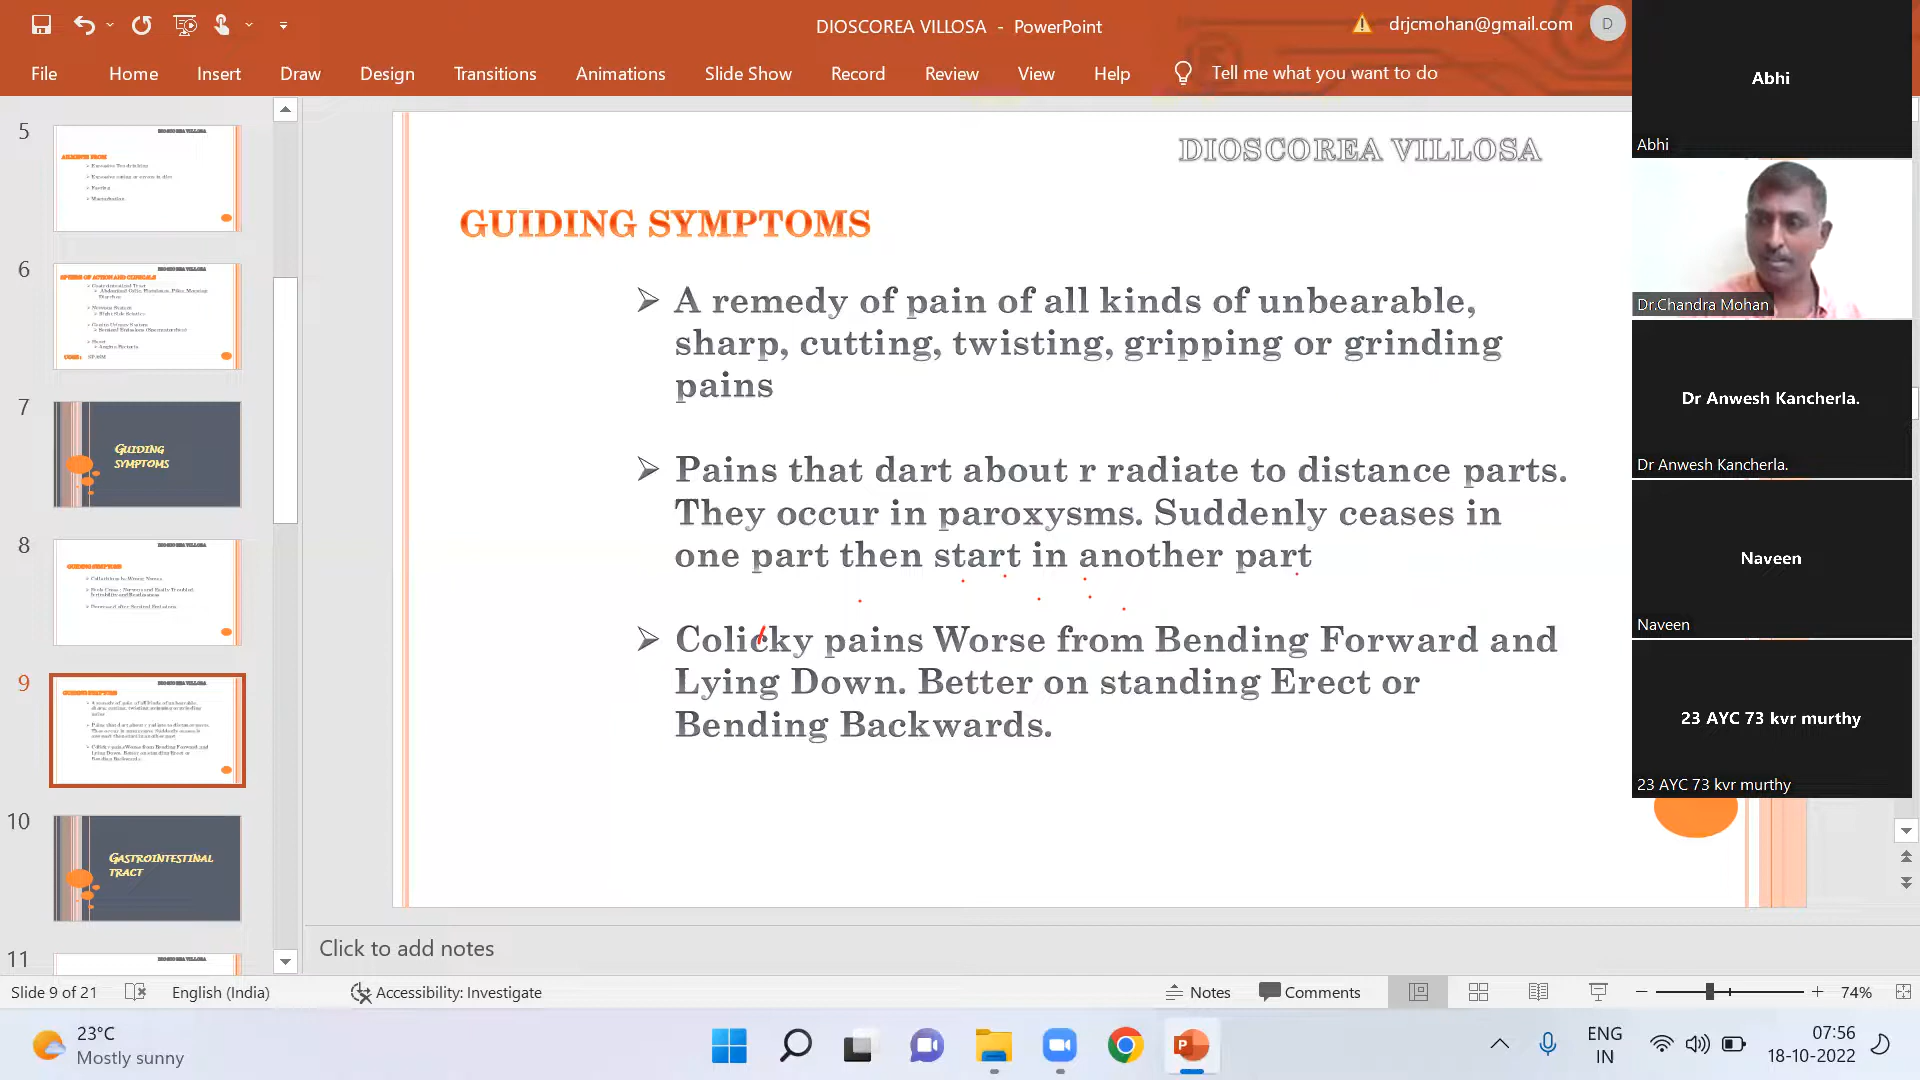 DIOSCOREA VILLOSA - PowerPoint
drjcmohan@gmail.com
D
File Home Insert Draw Design Transitions Animations Slide Show Record Review View Help Tell me what you want to do
5
6
7
GUIDING
SYMPTOMS
8
9
10
GASTROINTESTINAL
TRACT
11
DIOSCOREA VILLOSA
GUIDING SYMPTOMS
A remedy of pain of all kinds of unbearable,
sharp, cutting, twisting, gripping or grinding
pains
Pains that dart about r radiate to distance parts.
They occur in paroxysms. Suddenly ceases in
one part then start in another part
Colicky pains Worse from Bending Forward and
Lying Down. Better on standing Erect or
Bending Backwards.
Abhi
Abhi
Dr.Chandra Mohan
Dr Anwesh Kancherla.
Dr Anwesh Kancherla.
Naveen
Naveen
23 AYC 73 kvr murthy
23 AYC 73 kvr murthy
Click to add notes
Slide 9 of 21 English (India) Accessibility: Investigate Notes Comments 74%
23°C
Mostly sunny
ENG
IN
07:56
18-10-2022